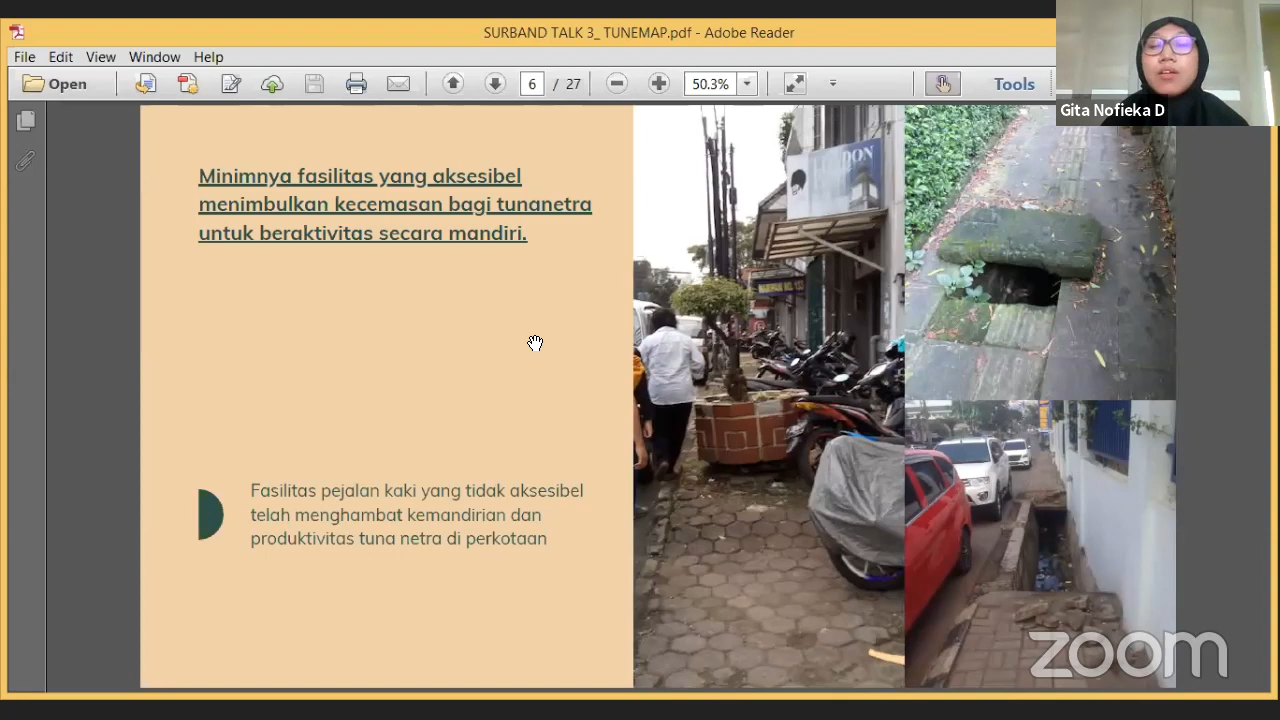 SURBAND TALK 3_ TUNEMAP.pdf - Adobe Reader
File Edit View Window Help
Open 6 / 27 50.3% Tools
Gita Nofieka D
Minimnya fasilitas yang aksesibel
menimbulkan kecemasan bagi tunanetra
untuk beraktivitas secara mandiri.
Fasilitas pejalan kaki yang tidak aksesibel
telah menghambat kemandirian dan
produktivitas tuna netra di perkotaan
zoom